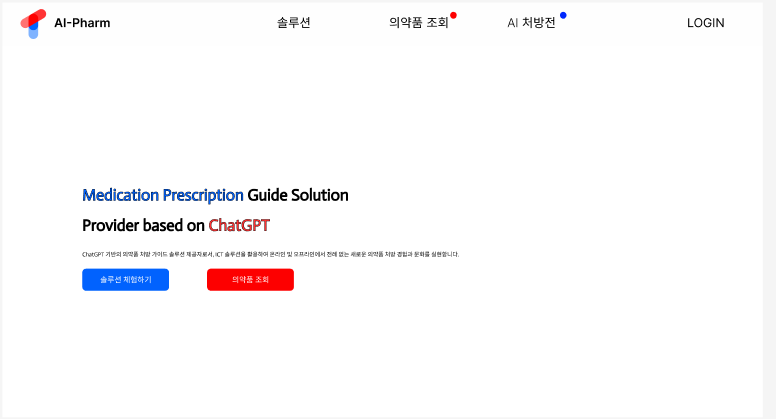 AI-Pharm
솔루션
의약품 조회
AI 처방전
LOGIN
Medication Prescription Guide Solution
Provider based on ChatGPT
ChatGPT 기반의 의약품 처방 가이드 솔루션 제공자로서, ICT 솔루션을 활용하여 온라인 및 오프라인에서 전례 없는 새로운 의약품 처방 경험과 문화를 실현합니다.
솔루션 체험하기
의약품 조회